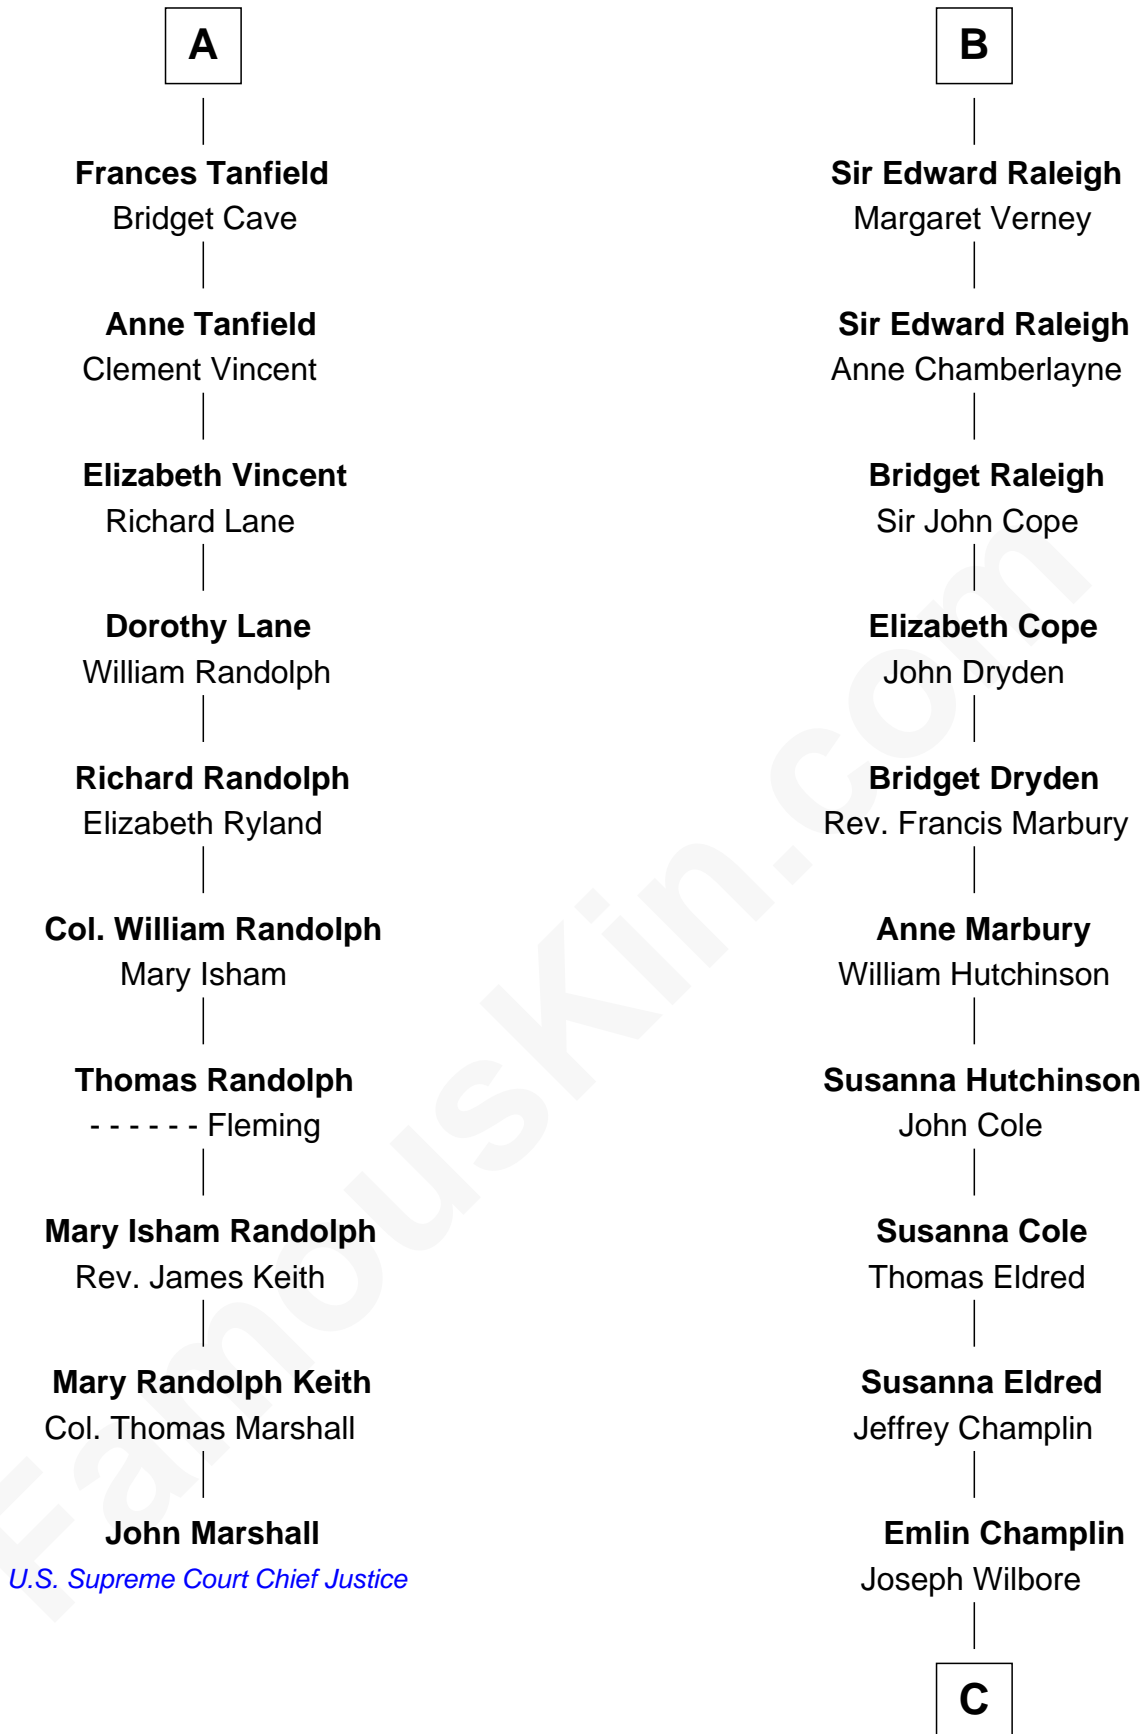 A
Frances Tanfield
Bridget Cave
Anne Tanfield
Clement Vincent
Elizabeth Vincent
Richard Lane
Dorothy Lane
William Randolph
Richard Randolph
Elizabeth Ryland
Col. William Randolph
Mary Isham
Thomas Randolph
- - - - - - Fleming
Mary Isham Randolph
Rev. James Keith
Mary Randolph Keith
Col. Thomas Marshall
John Marshall
U.S. Supreme Court Chief Justice
B
Sir Edward Raleigh
Margaret Verney
Sir Edward Raleigh
Anne Chamberlayne
Bridget Raleigh
Sir John Cope
Elizabeth Cope
John Dryden
Bridget Dryden
Rev. Francis Marbury
Anne Marbury
William Hutchinson
Susanna Hutchinson
John Cole
Susanna Cole
Thomas Eldred
Susanna Eldred
Jeffrey Champlin
Emlin Champlin
Joseph Wilbore
C
FamousKin.com